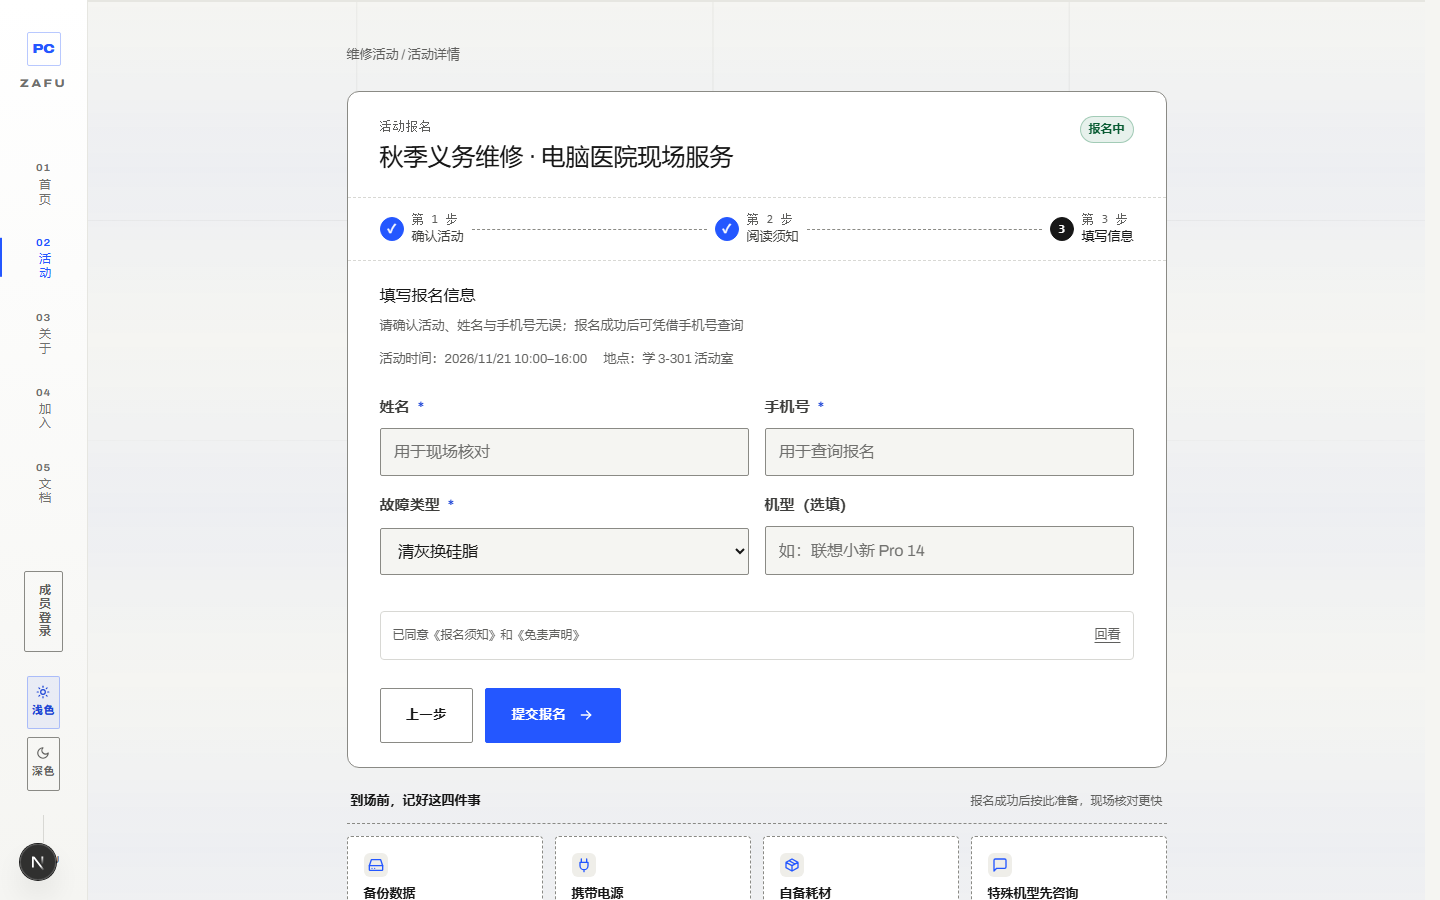 PC
ZAFU
01
首页
02
活动
03
关于
04
加入
05
文档
成员登录
浅色
深色
N
维修活动 / 活动详情
活动报名
报名中
秋季义务维修 · 电脑医院现场服务
第 1 步
确认活动
第 2 步
阅读须知
3
第 3 步
填写信息
填写报名信息
请确认活动、姓名与手机号无误；报名成功后可凭借手机号查询
活动时间：2026/11/21 10:00–16:00 地点：学 3-301 活动室
姓名 *
手机号 *
用于现场核对
用于查询报名
故障类型 *
机型（选填）
清灰换硅脂
如：联想小新 Pro 14
已同意《报名须知》和《免责声明》
回看
上一步
提交报名 →
到场前，记好这四件事
报名成功后按此准备，现场核对更快
备份数据
携带电源
自备耗材
特殊机型先咨询